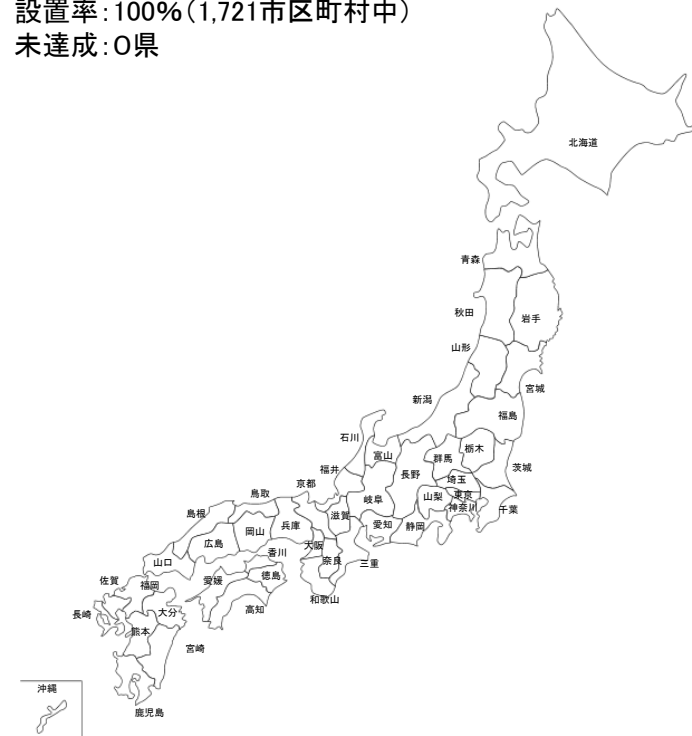 設置率：100%（1,721市区町村中）
未達成：0県
北海道
青森
秋田
岩手
山形
宮城
新潟
福島
石川
富山
群馬
栃木
茨城
福井
長野
埼玉
京都
岐阜
山梨
東京
神奈川
千葉
鳥取
滋賀
愛知
静岡
島根
兵庫
岡山
広島
大阪
奈良
三重
香川
山口
愛媛
徳島
和歌山
高知
佐賀
福岡
長崎
大分
熊本
宮崎
沖縄
鹿児島